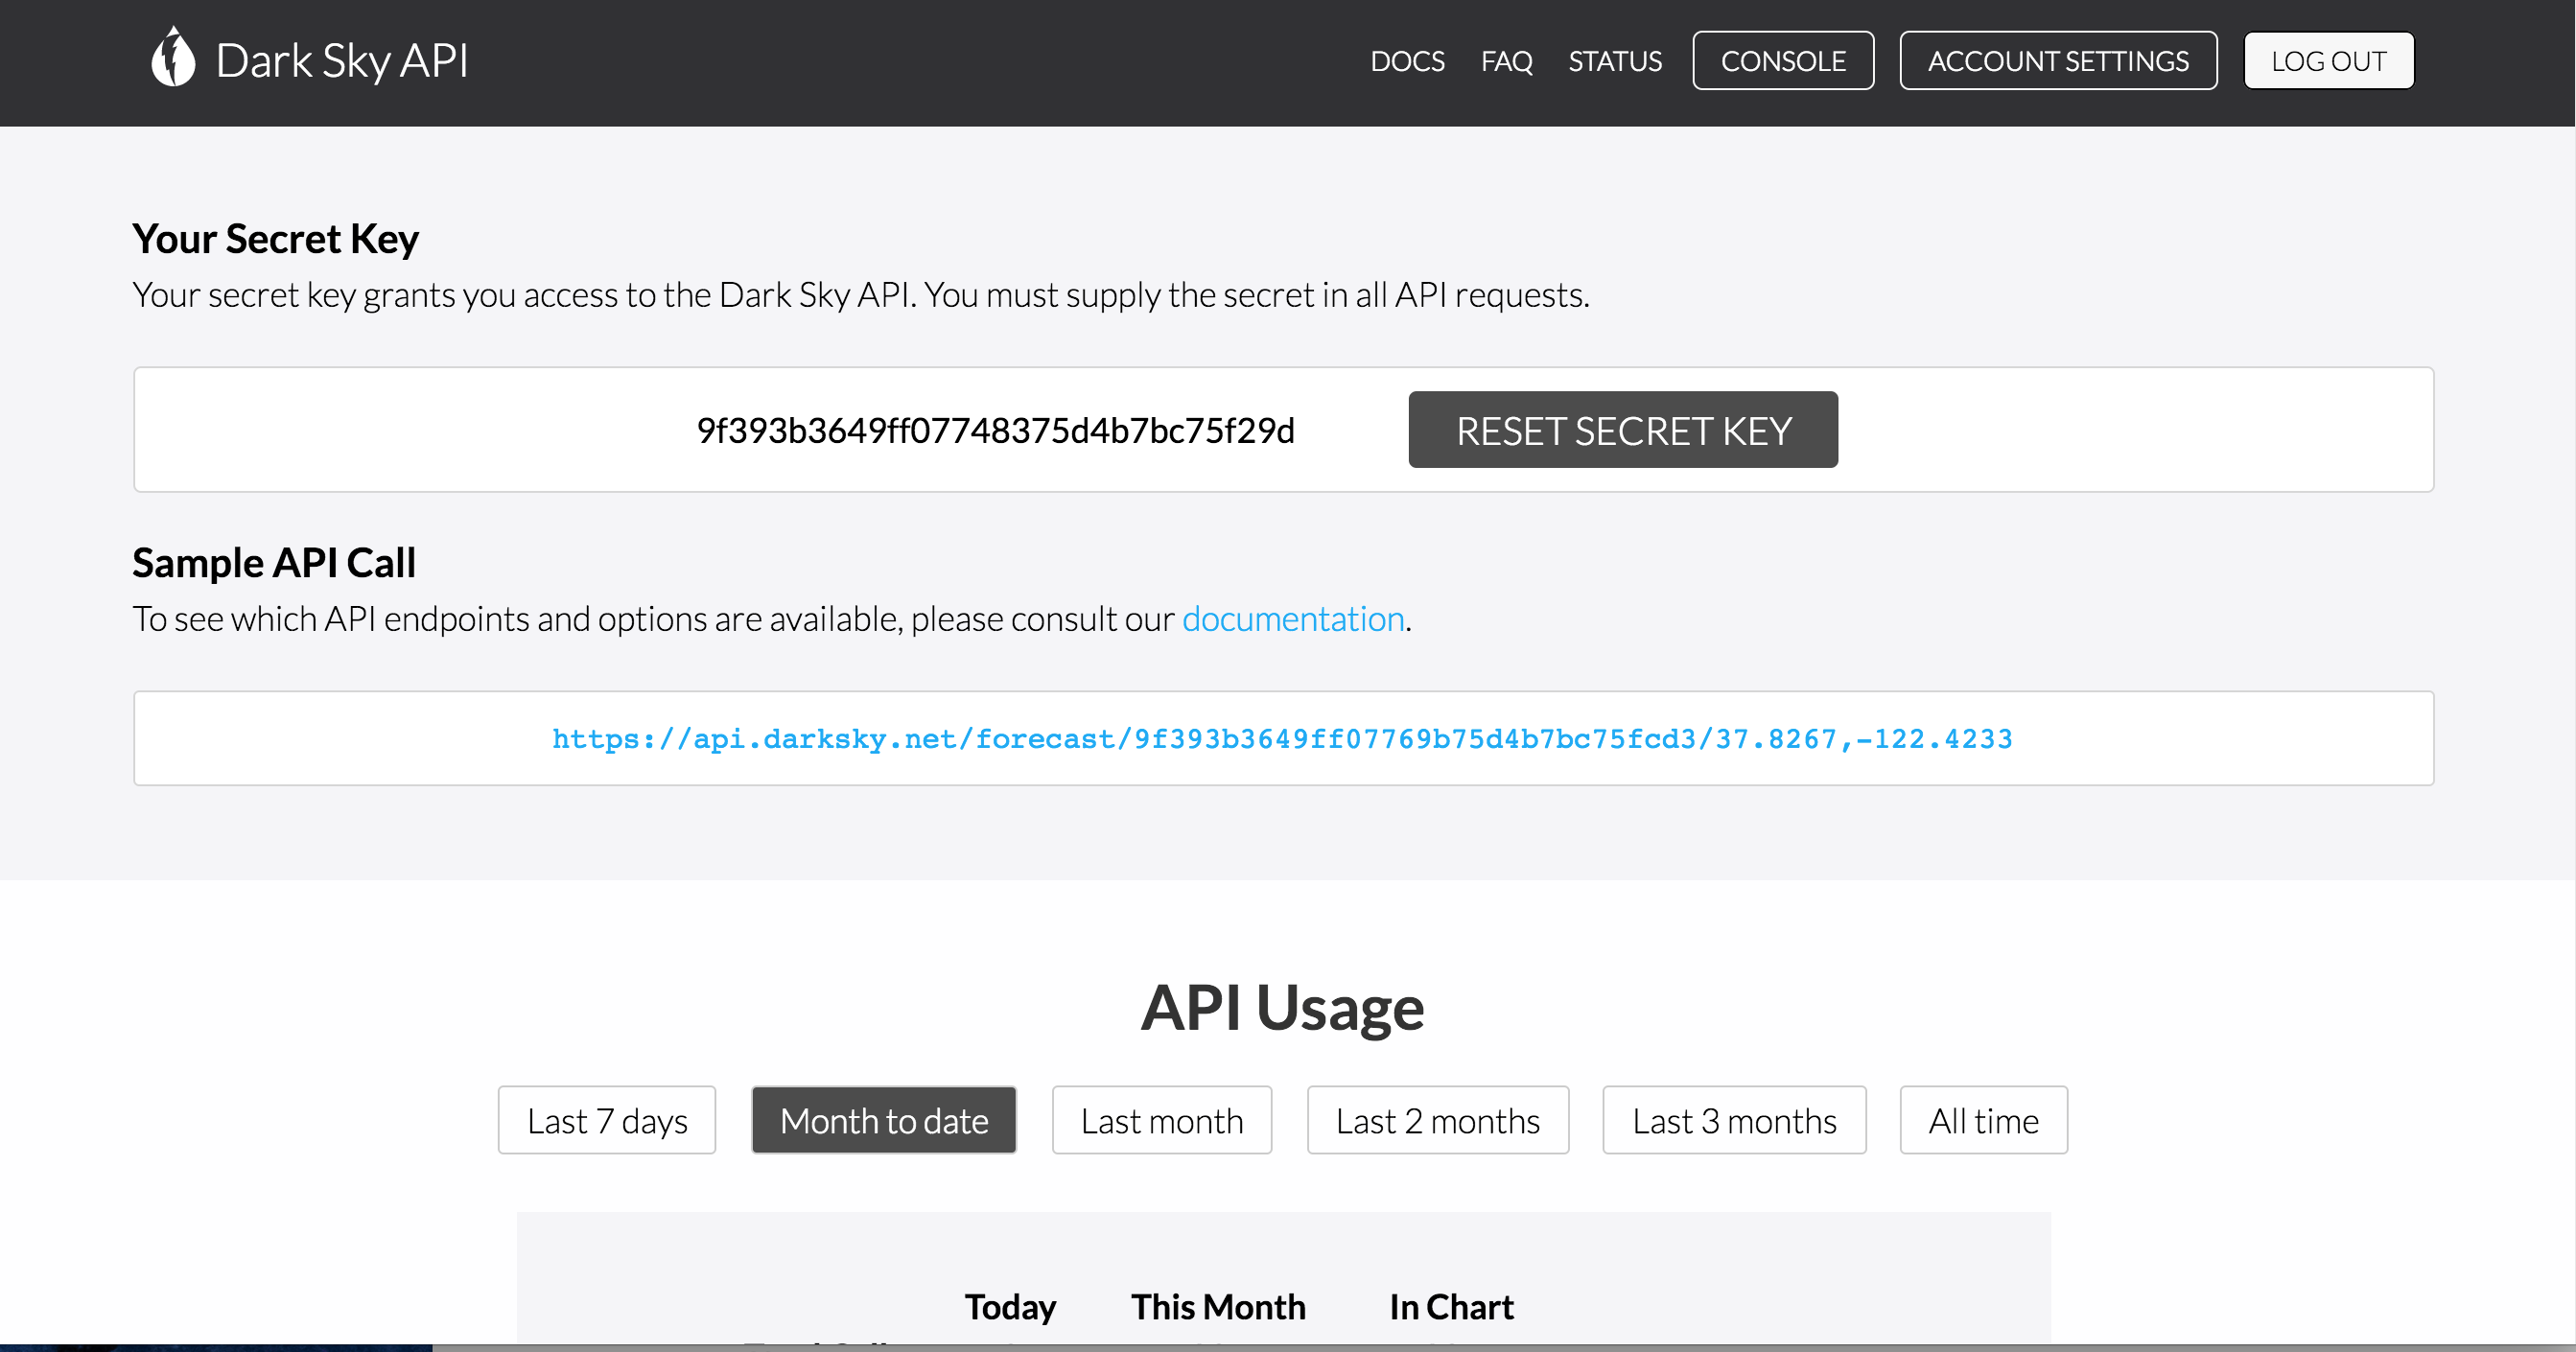 Dark Sky API
DOCS FAQ STATUS CONSOLE ACCOUNT SETTINGS LOG OUT
Your Secret Key
Your secret key grants you access to the Dark Sky API. You must supply the secret in all API requests.
9f393b3649ff07748375d4b7bc75f29d RESET SECRET KEY
Sample API Call
To see which API endpoints and options are available, please consult our documentation.
https://api.darksky.net/forecast/9f393b3649ff07769b75d4b7bc75fcd3/37.8267,-122.4233
API Usage
Last 7 days Month to date Last month Last 2 months Last 3 months All time
Today This Month In Chart